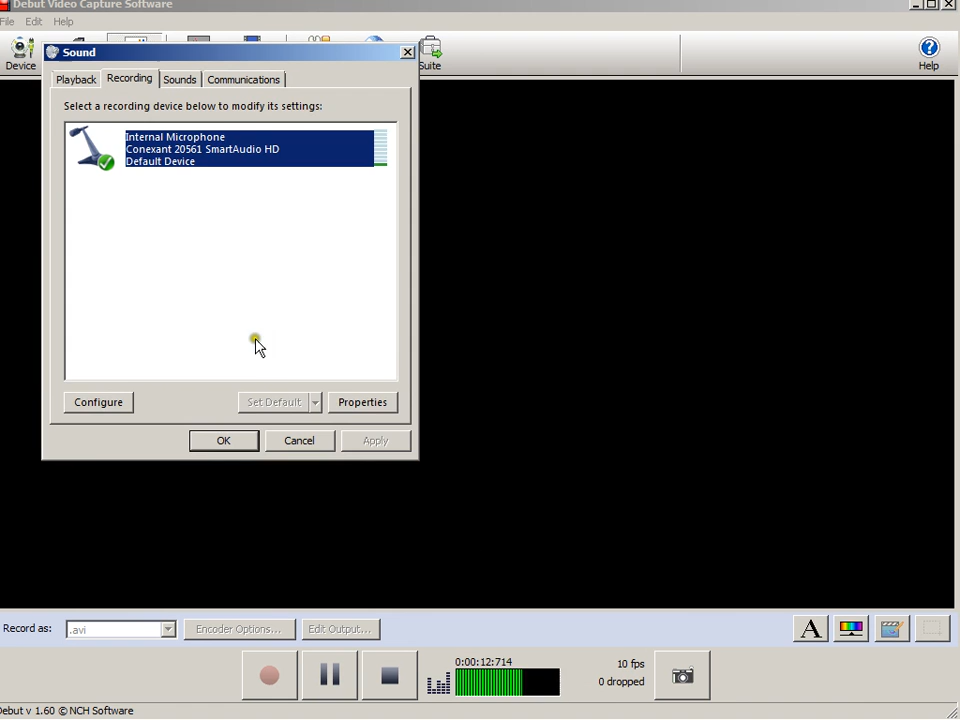 Debut Video Capture Software
File Edit Help
Device
Suite
Help
Sound
Playback Recording Sounds Communications
Select a recording device below to modify its settings:
Internal Microphone
Conexant 20561 SmartAudio HD
Default Device
Configure Set Default Properties
OK Cancel Apply
Record as: .avi Encoder Options... Edit Output... A
0:00:12:714
10 fps
0 dropped
Debut v 1.60 © NCH Software